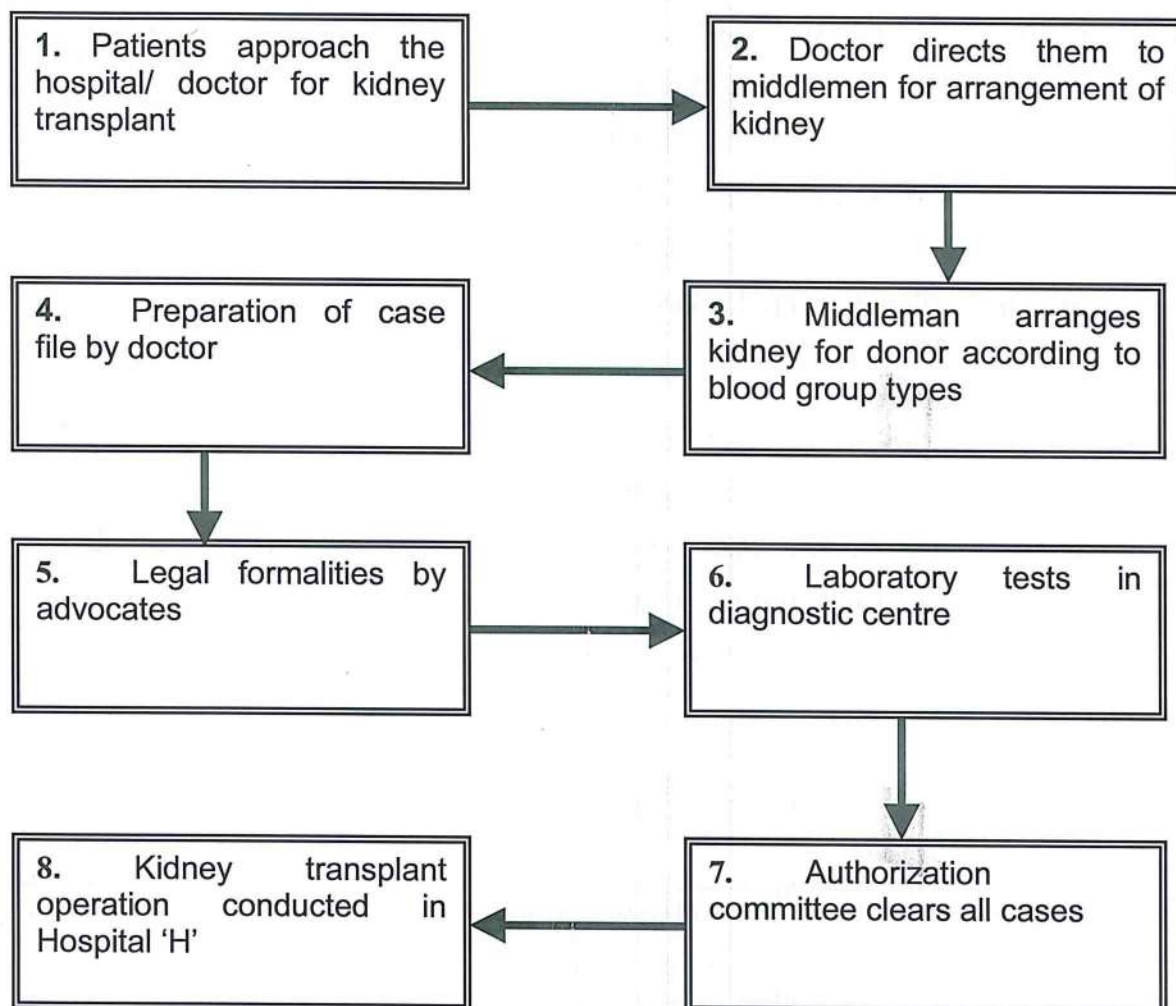 1. Patients approach the
hospital/ doctor for kidney
transplant
2. Doctor directs them to
middlemen for arrangement of
kidney
3. Middleman arranges
kidney for donor according to
blood group types
4. Preparation of case
file by doctor
5. Legal formalities by
advocates
6. Laboratory tests in
diagnostic centre
7. Authorization
committee clears all cases
8. Kidney transplant
operation conducted in
Hospital ‘H’